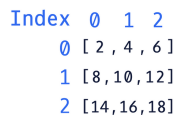 Index 0 1 2
0 [ 2 , 4 , 6 ]
1 [8,10,12]
2 [14,16,18]